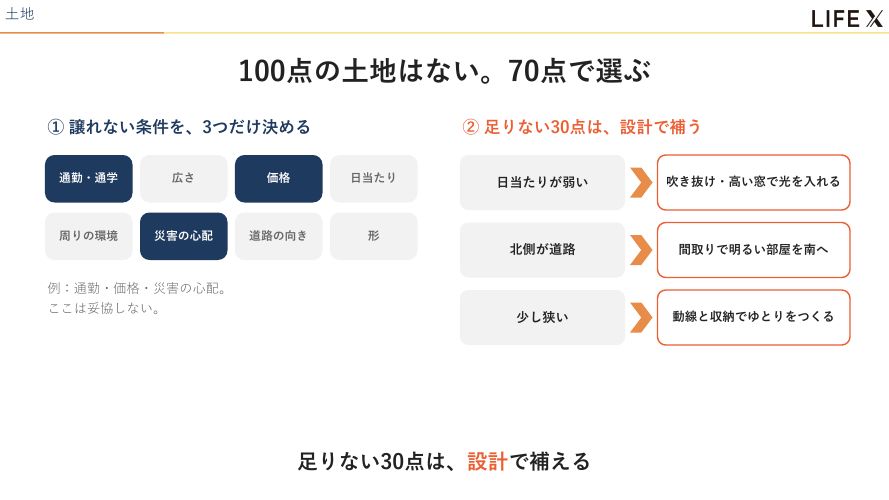 土地
LIFE X
100点の土地はない。70点で選ぶ
① 譲れない条件を、3つだけ決める
通勤・通学
広さ
価格
日当たり
周りの環境
災害の心配
道路の向き
形
例：通勤・価格・災害の心配。
ここは妥協しない。
② 足りない30点は、設計で補う
日当たりが弱い
吹き抜け・高い窓で光を入れる
北側が道路
間取りで明るい部屋を南へ
少し狭い
動線と収納でゆとりをつくる
足りない30点は、設計で補える